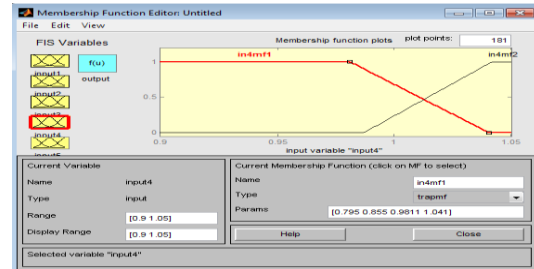 Membership Function Editor: Untitled
File Edit View
FIS Variables
Membership function plots
plot points:
181
input1
f(u)
output
input2
input3
input4
input5
in4mf1
in4mf2
1
0.5
0
0.9
0.95
1
1.05
input variable "input4"
Current Variable
Name
input4
Type
input
Range
[0.9 1.05]
Display Range
[0.9 1.05]
Current Membership Function (click on MF to select)
Name
in4mf1
Type
trapmf
Params
[0.795 0.855 0.9811 1.041]
Help
Close
Selected variable "input4"